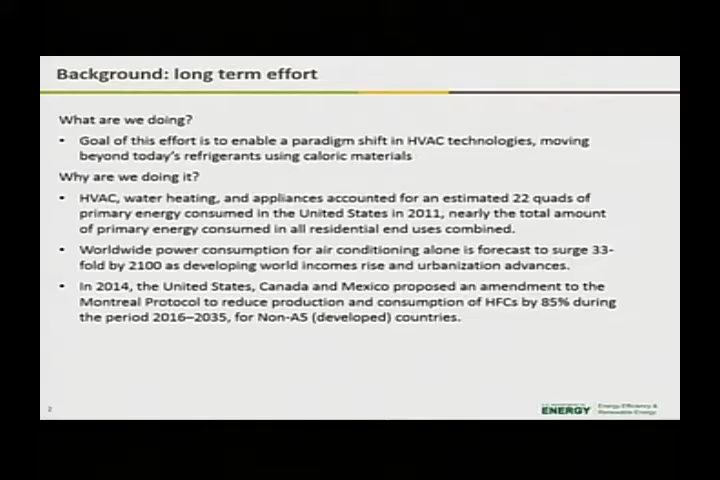 Background: long term effort
What are we doing?
• Goal of this effort is to enable a paradigm shift in HVAC technologies, moving
beyond today's refrigerants using caloric materials
Why are we doing it?
• HVAC, water heating, and appliances accounted for an estimated 22 quads of
primary energy consumed in the United States in 2011, nearly the total amount
of primary energy consumed in all residential end uses combined.
• Worldwide power consumption for air conditioning alone is forecast to surge 33-
fold by 2100 as developing world incomes rise and urbanization advances.
• In 2014, the United States, Canada and Mexico proposed an amendment to the
Montreal Protocol to reduce production and consumption of HFCs by 85% during
the period 2016–2035, for Non-A5 (developed) countries.
2
ENERGY
Energy Efficiency &
Renewable Energy